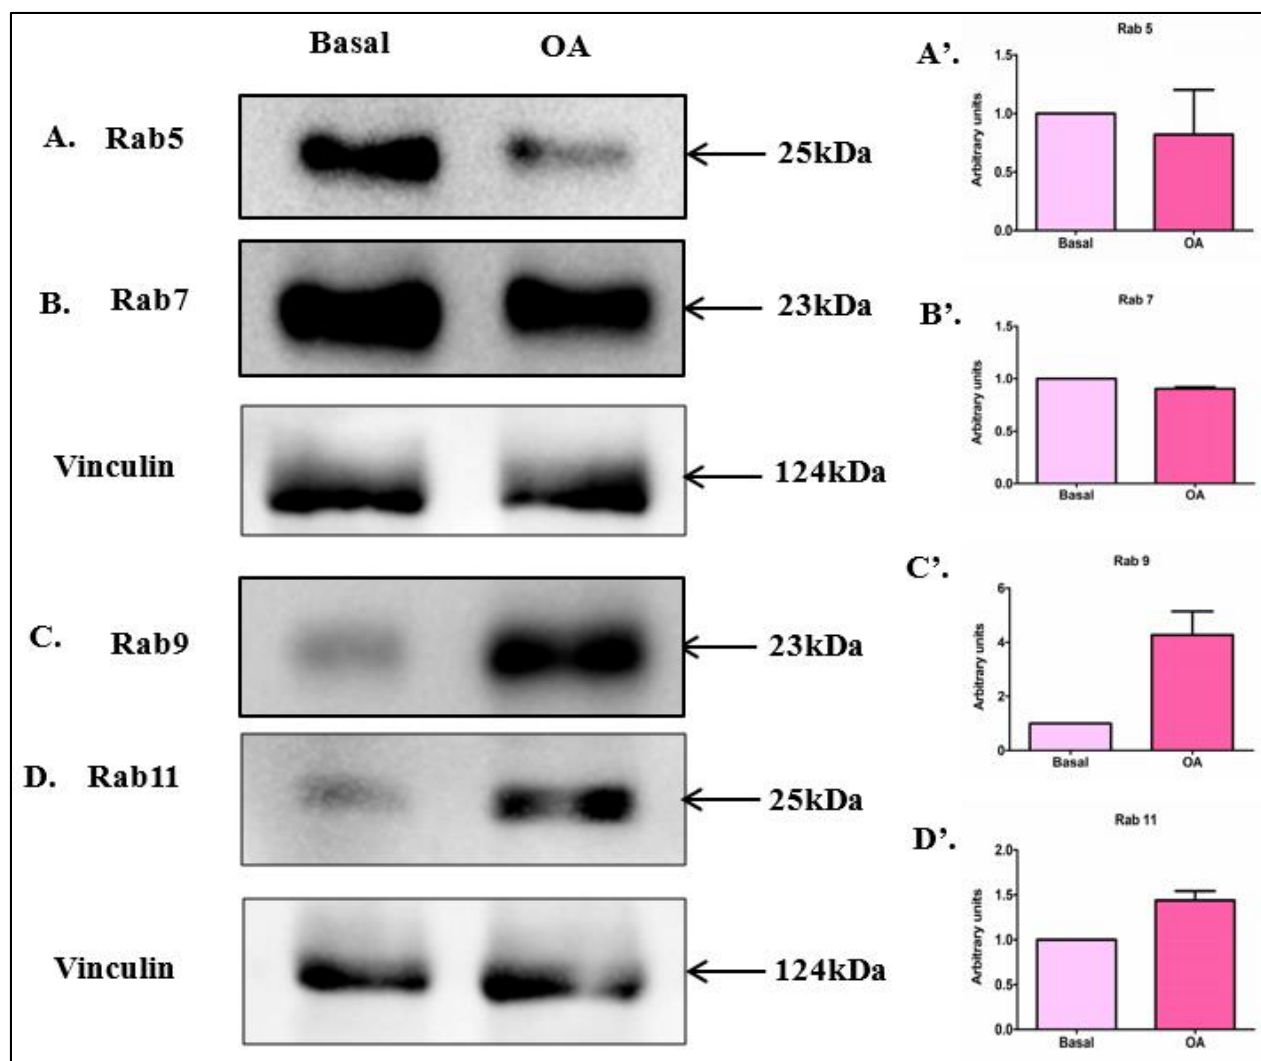 Basal OA
A. Rab5 25kDa
B. Rab7 23kDa
Vinculin 124kDa
C. Rab9 23kDa
D. Rab11 25kDa
Vinculin 124kDa
A’. Rab 5
Arbitrary units
1.5
1.0
0.5
0.0
Basal OA
B’. Rab 7
Arbitrary units
1.5
1.0
0.5
0.0
Basal OA
C’. Rab 9
Arbitrary units
6
4
2
0
Basal OA
D’. Rab 11
Arbitrary units
2.0
1.5
1.0
0.5
0.0
Basal OA